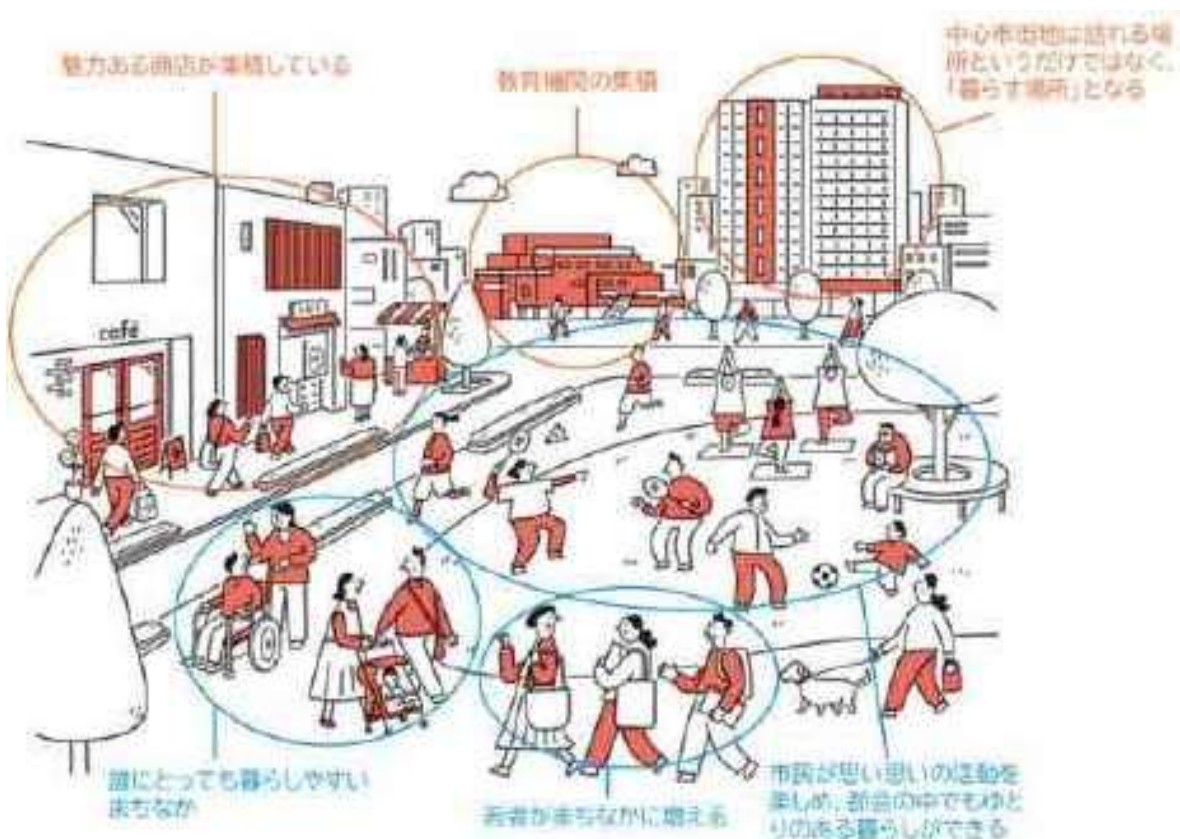 魅力ある商店が集積している
教育機関の集積
中心市街地は訪れる場
所というだけではなく、
「暮らす場所」となる
café
誰にとっても暮らしやすい
まちなか
若者がまちなかに増える
市民が思い思いの活動を
楽しめ、都会の中でもゆと
りのある暮らしができる